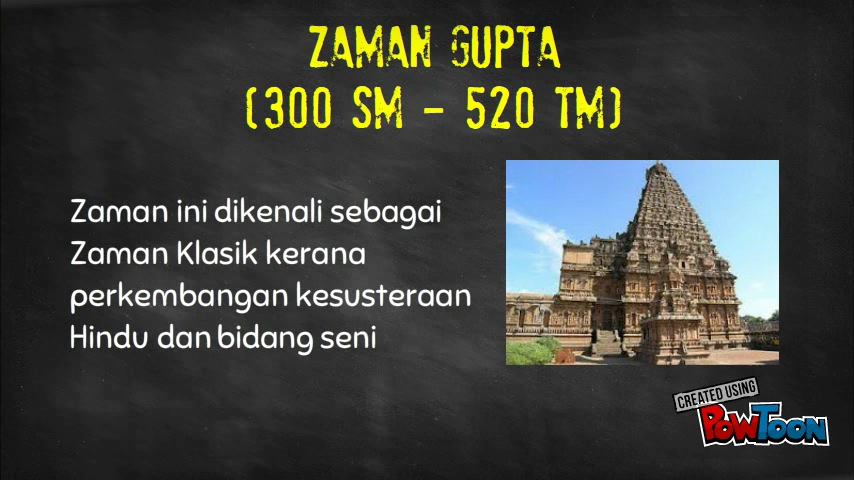 ZAMAN GUPTA
(300 SM - 520 TM)
Zaman ini dikenali sebagai
Zaman Klasik kerana
perkembangan kesusteraan
Hindu dan bidang seni
CREATED USING
POWTOON